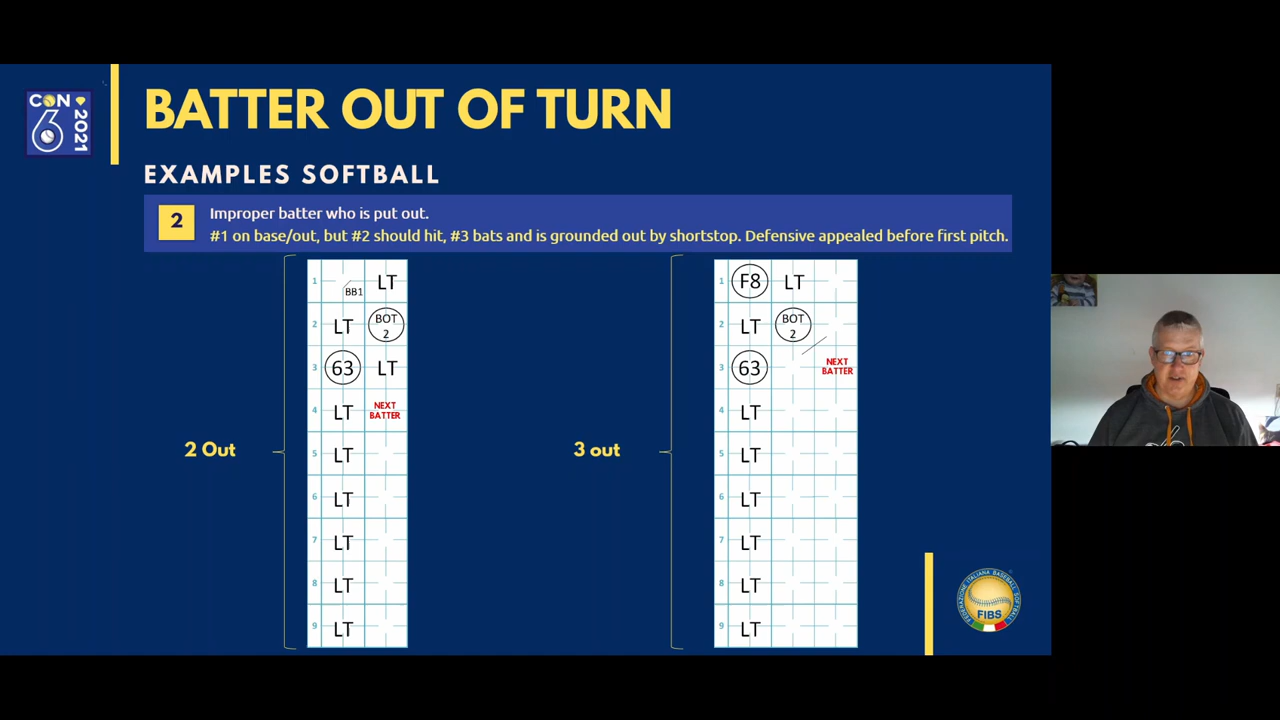 CON
6
2021
BATTER OUT OF TURN
EXAMPLES SOFTBALL
2
Improper batter who is put out.
#1 on base/out, but #2 should hit, #3 bats and is grounded out by shortstop. Defensive appealed before first pitch.
2 Out
1 BB1 LT
2 LT BOT 2
3 63 LT
4 LT NEXT BATTER
5 LT
6 LT
7 LT
8 LT
9 LT
3 out
1 F8 LT
2 LT BOT 2
3 63 NEXT BATTER
4 LT
5 LT
6 LT
7 LT
8 LT
9 LT
FEDERAZIONE ITALIANA BASEBALL SOFTBALL
FIBS